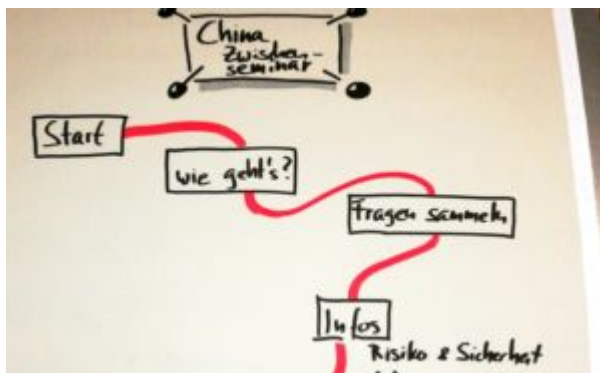 China
Zwischen-
seminar
Start
wie geht's?
Fragen sammeln
Infos
Risiko & Sicherheit